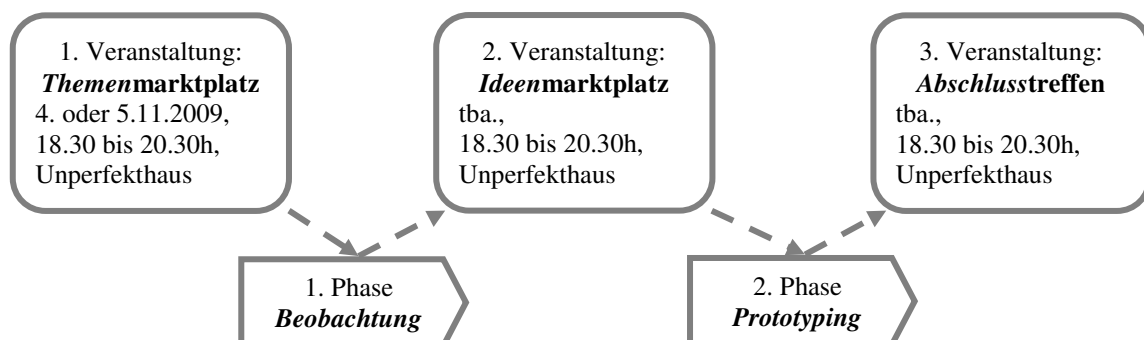 1. Veranstaltung:
Themenmarktplatz
4. oder 5.11.2009,
18.30 bis 20.30h,
Unperfekthaus
2. Veranstaltung:
Ideenmarktplatz
tba.,
18.30 bis 20.30h,
Unperfekthaus
3. Veranstaltung:
Abschlusstreffen
tba.,
18.30 bis 20.30h,
Unperfekthaus
1. Phase
Beobachtung
2. Phase
Prototyping